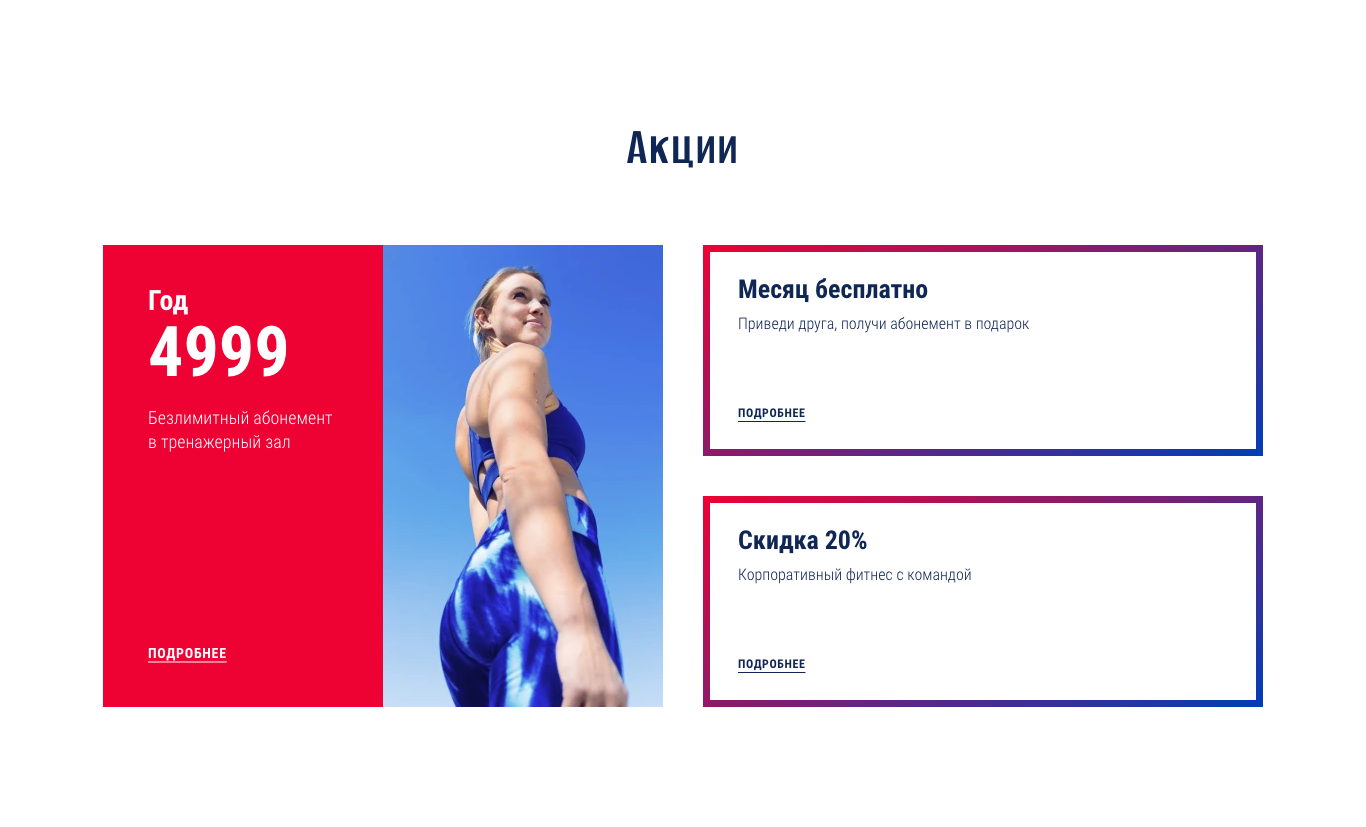 Акции
Год
4999
Безлимитный абонемент
в тренажерный зал
ПОДРОБНЕЕ
Месяц бесплатно
Приведи друга, получи абонемент в подарок
ПОДРОБНЕЕ
Скидка 20%
Корпоративный фитнес с командой
ПОДРОБНЕЕ